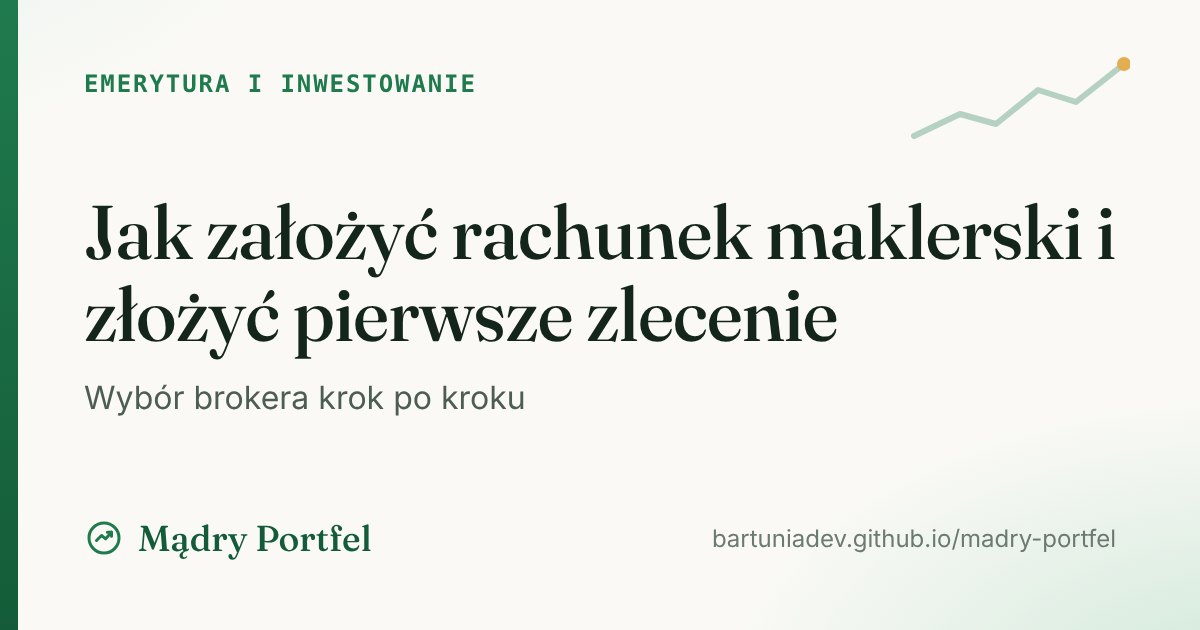 EMERYTURA I INWESTOWANIE
Jak założyć rachunek maklerski i
złożyć pierwsze zlecenie
Wybór brokera krok po kroku
Mądry Portfel
bartuniadev.github.io/madry-portfel